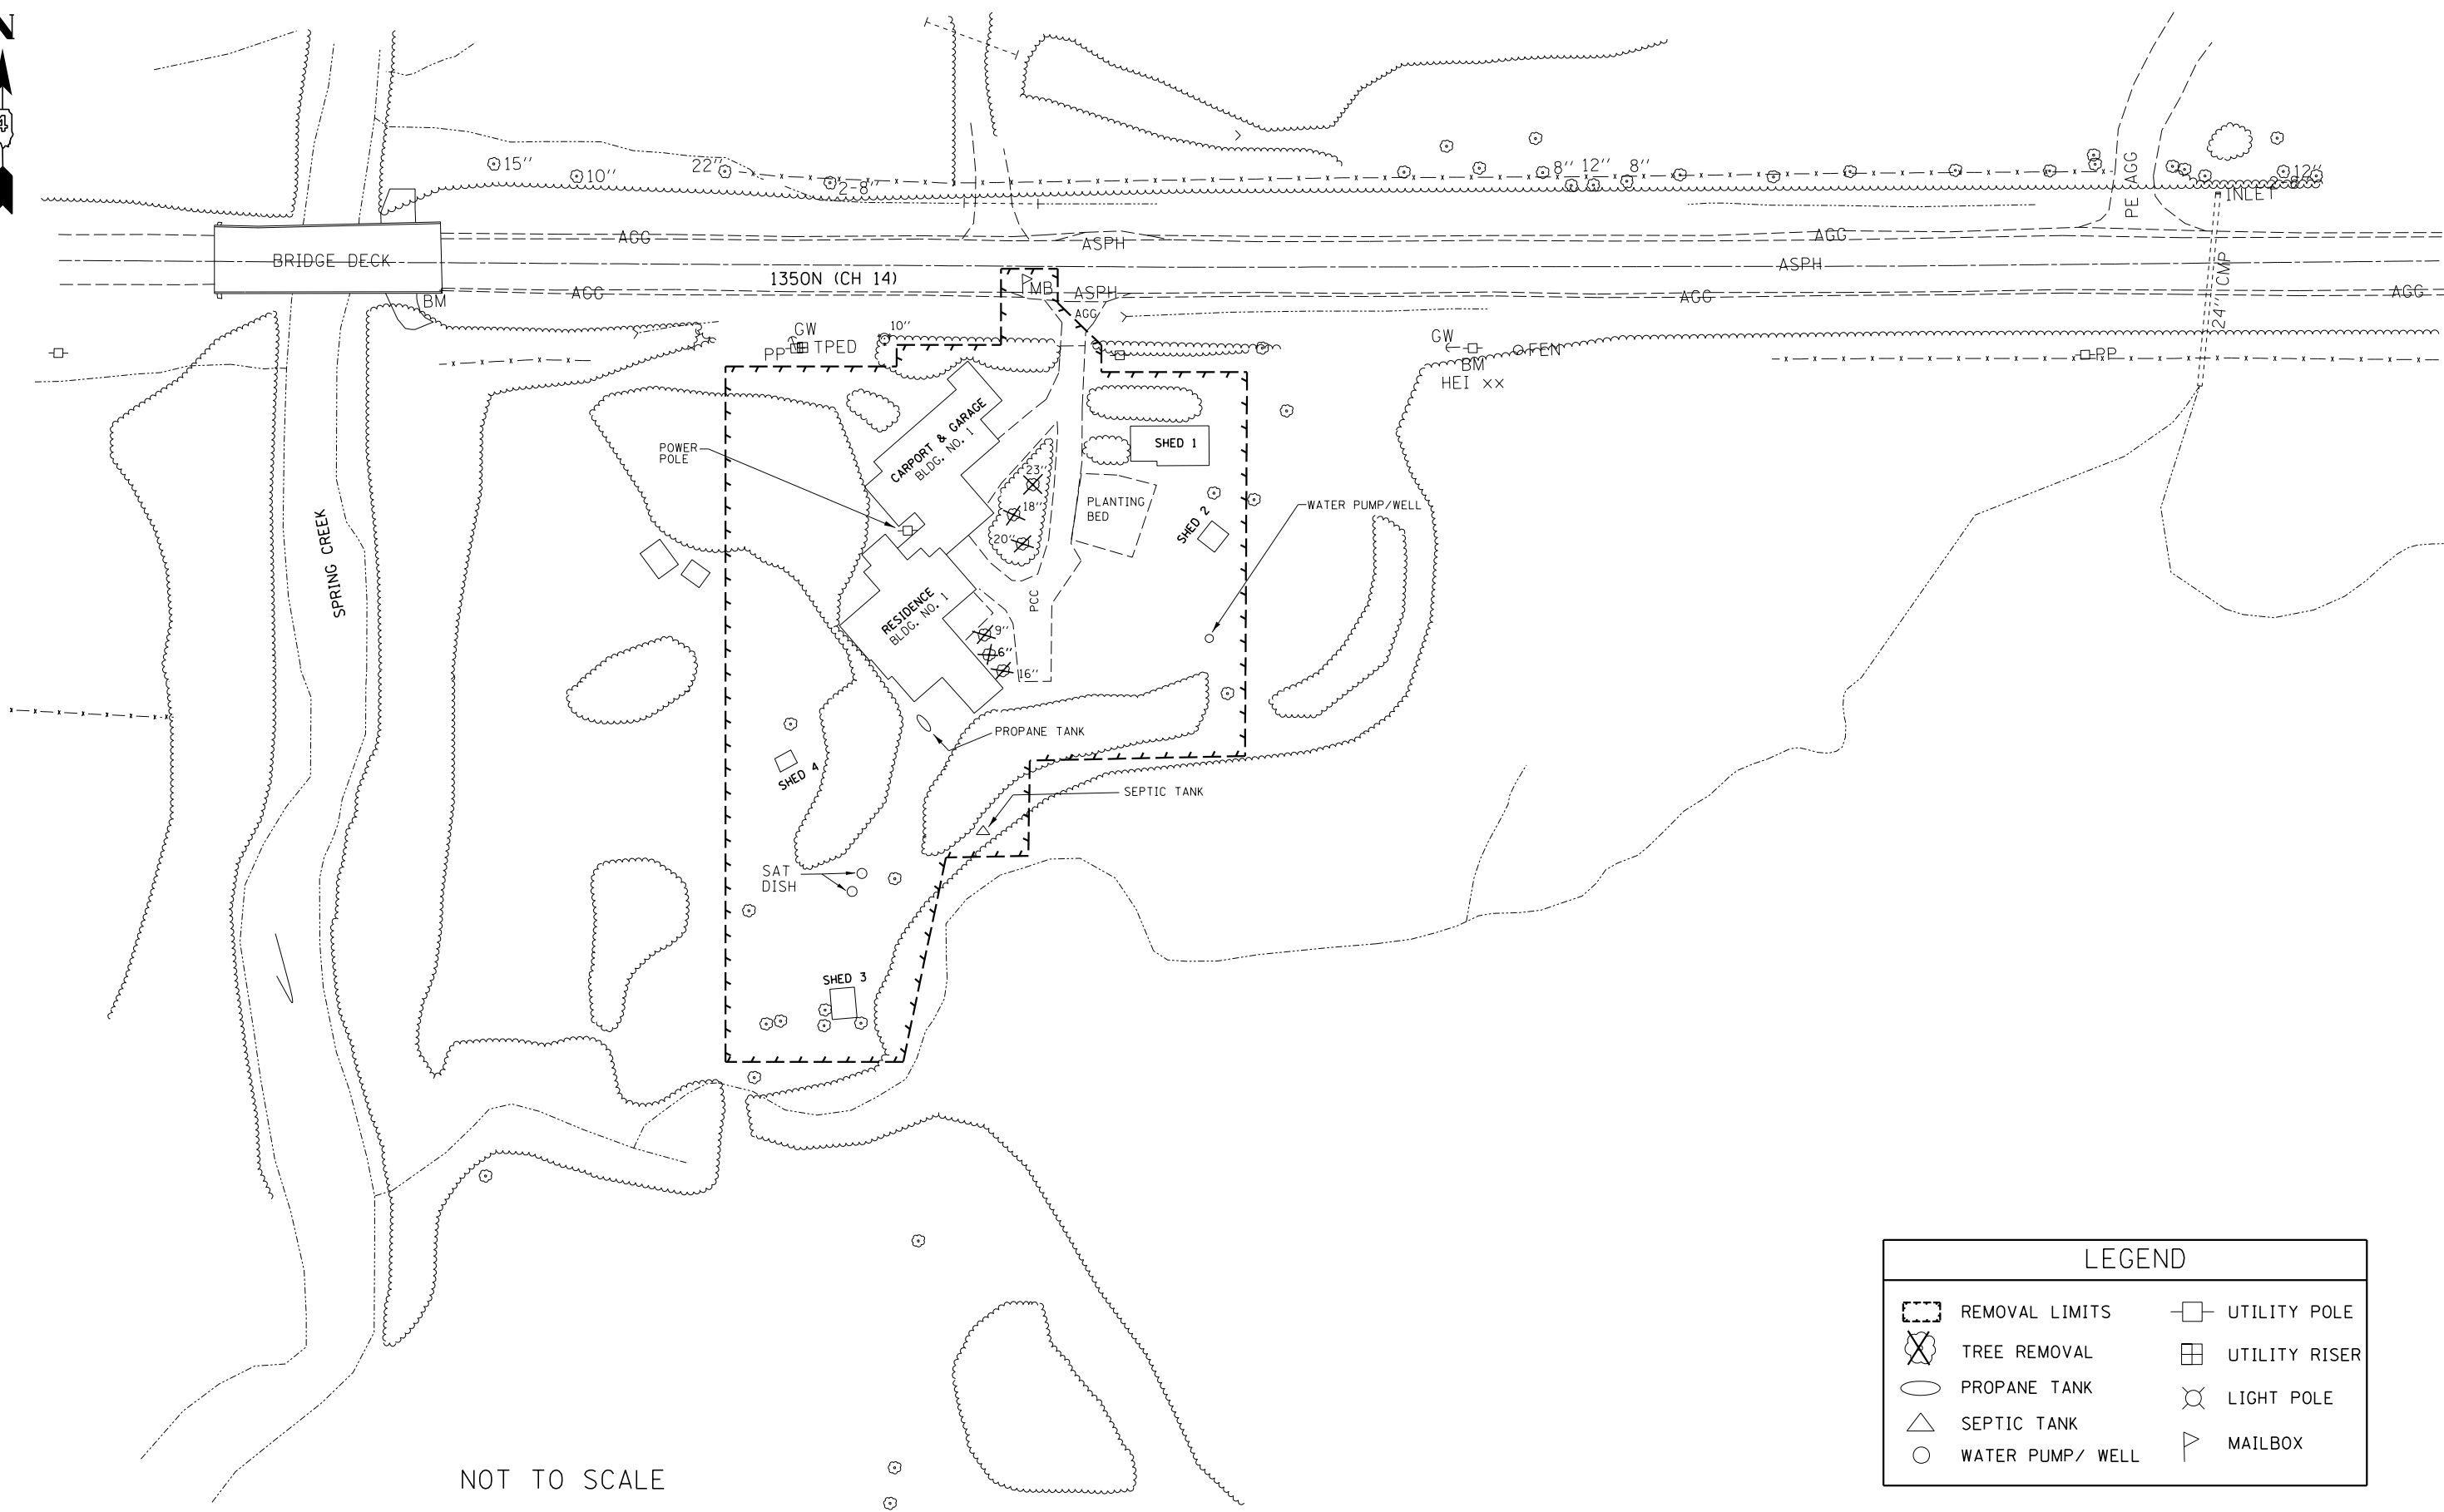 N
4
15''
10''
22''
2-8''
8'' 12'' 8''
12''
INLET
PE AGG
AGG
ASPH
AGG
BRIDGE DECK
1350N (CH 14)
ASPH
24'' CMP
MB
ASPH
AGG
AGG
AGG
AGG
BM
10''
GW
PP
TPED
GW
BM
HEI xx
FEN
PP
CARPORT & GARAGE
BLDG. NO. 1
SHED 1
POWER
POLE
23''
18''
20''
PLANTING
BED
SHED 2
WATER PUMP/WELL
SPRING CREEK
RESIDENCE
BLDG. NO. 1
PCC
9''
6''
16''
PROPANE TANK
SHED 4
SEPTIC TANK
SAT
DISH
SHED 3
LEGEND
REMOVAL LIMITS
TREE REMOVAL
PROPANE TANK
SEPTIC TANK
WATER PUMP/ WELL
UTILITY POLE
UTILITY RISER
LIGHT POLE
MAILBOX
NOT TO SCALE